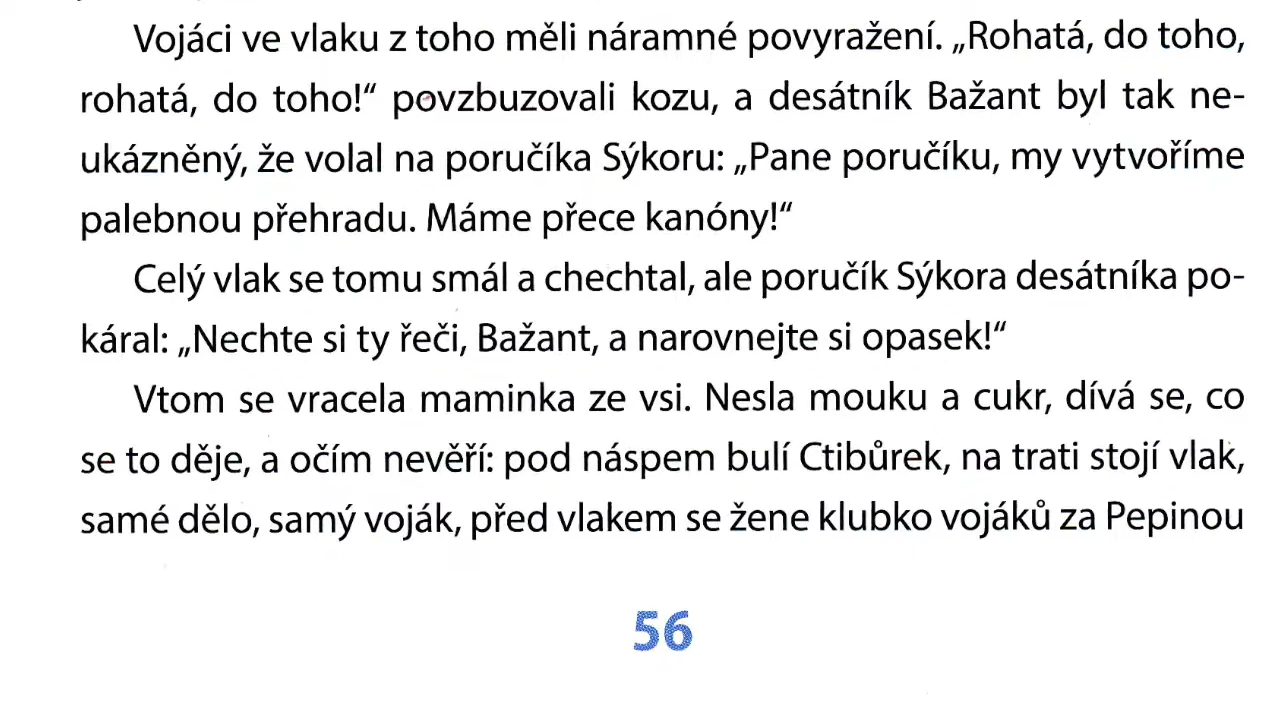 Vojáci ve vlaku z toho měli náramné povyražení. „Rohatá, do toho,
rohatá, do toho!“ povzbuzovali kozu, a desátník Bažant byl tak ne-
ukázněný, že volal na poručíka Sýkoru: „Pane poručíku, my vytvoříme
palebnou přehradu. Máme přece kanóny!“
Celý vlak se tomu smál a chechtal, ale poručík Sýkora desátníka po-
káral: „Nechte si ty řeči, Bažant, a narovnejte si opasek!“
Vtom se vracela maminka ze vsi. Nesla mouku a cukr, dívá se, co
se to děje, a očím nevěří: pod náspem bulí Ctibůrek, na trati stojí vlak,
samé dělo, samý voják, před vlakem se žene klubko vojáků za Pepinou
56